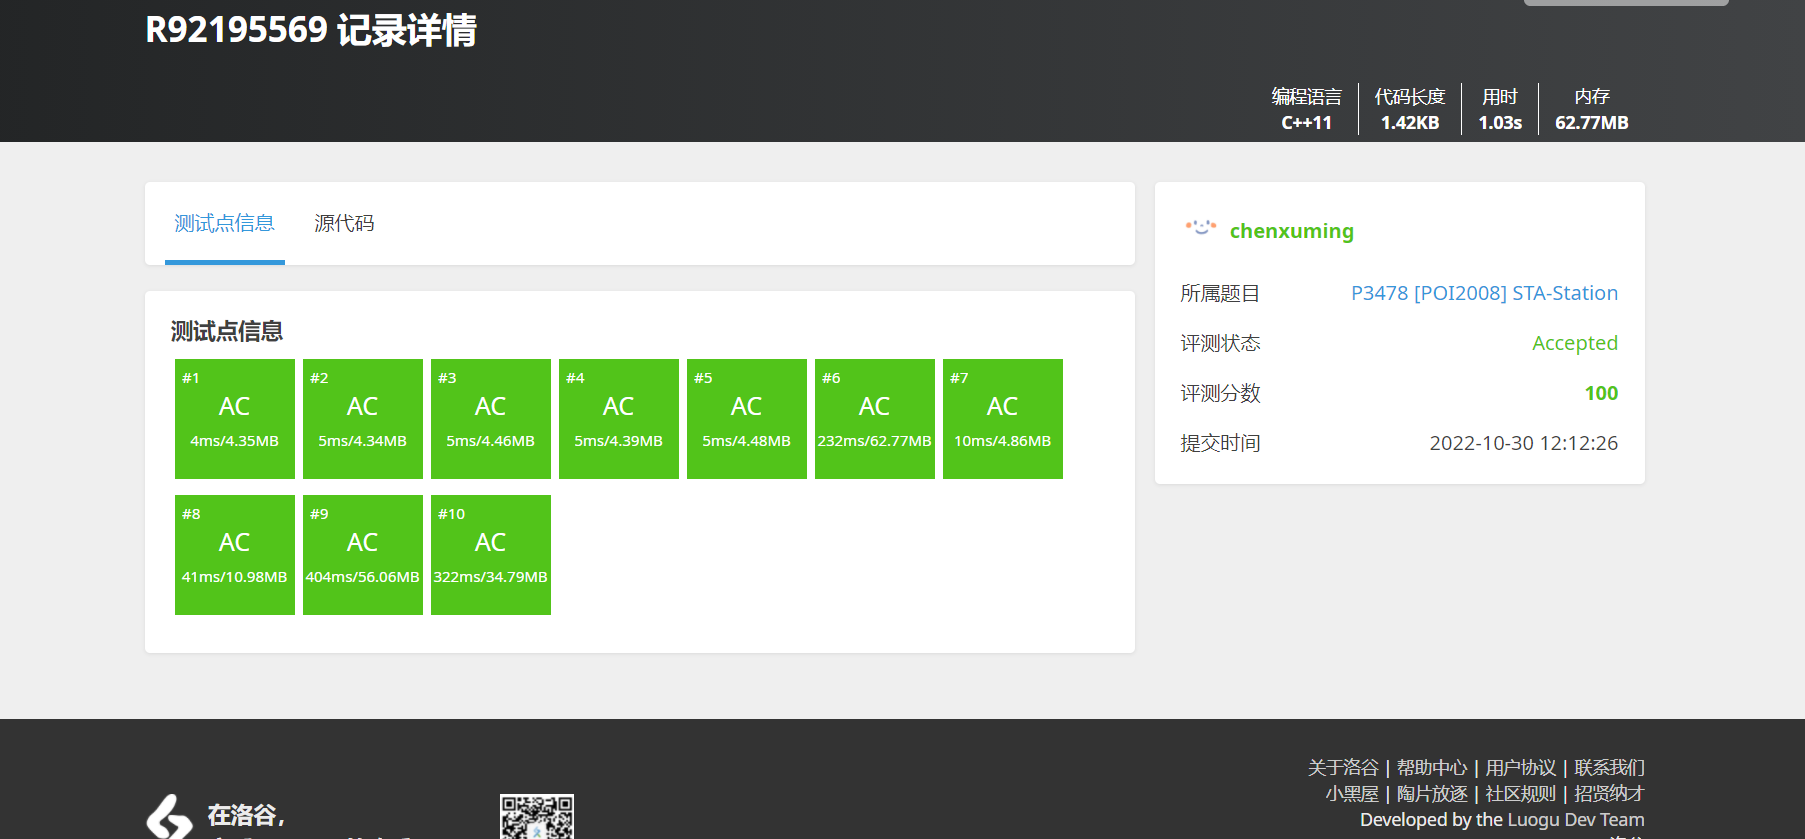 R92195569 记录详情
编程语言 代码长度 用时 内存
C++11 1.42KB 1.03s 62.77MB
测试点信息 源代码
测试点信息
#1 #2 #3 #4 #5 #6 #7
AC AC AC AC AC AC AC
4ms/4.35MB 5ms/4.34MB 5ms/4.46MB 5ms/4.39MB 5ms/4.48MB 232ms/62.77MB 10ms/4.86MB
#8 #9 #10
AC AC AC
41ms/10.98MB 404ms/56.06MB 322ms/34.79MB
chenxuming
所属题目 P3478 [POI2008] STA-Station
评测状态 Accepted
评测分数 100
提交时间 2022-10-30 12:12:26
在洛谷，
关于洛谷 | 帮助中心 | 用户协议 | 联系我们
小黑屋 | 陶片放逐 | 社区规则 | 招贤纳才
Developed by the Luogu Dev Team